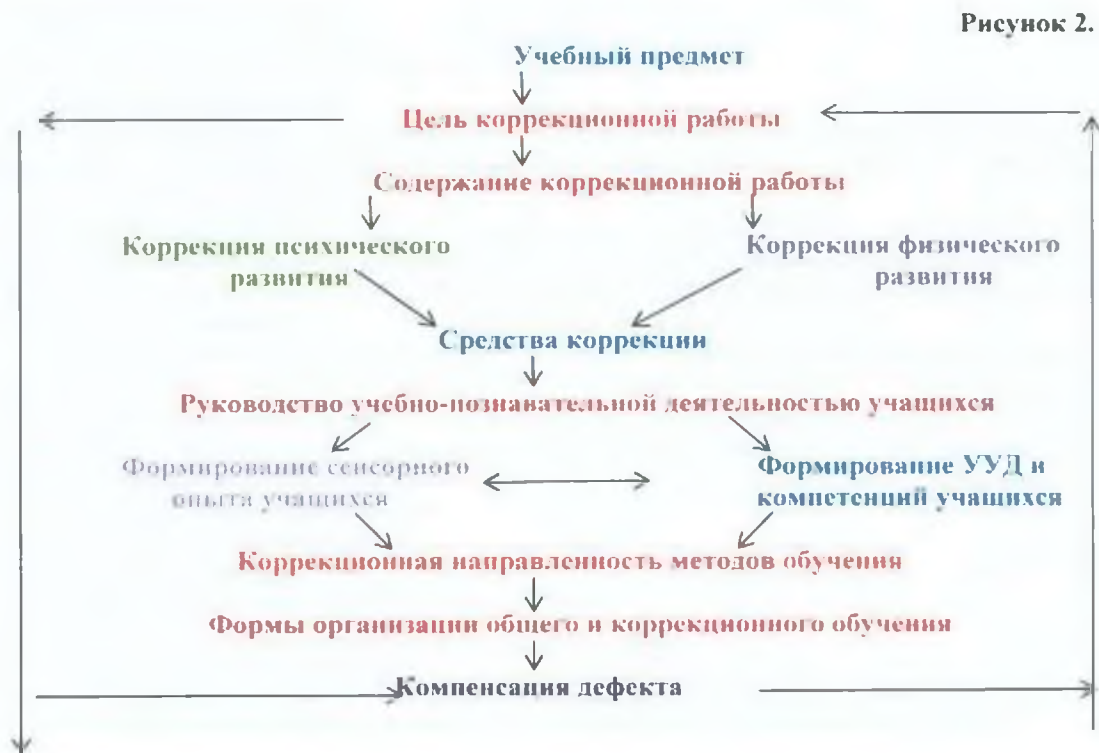 Рисунок 2.
Учебный предмет
Цель коррекционной работы
Содержание коррекционной работы
Коррекция психического
развития
Коррекция физического
развития
Средства коррекции
Руководство учебно-познавательной деятельностью учащихся
Формирование сенсорного
опыта учащихся
Формирование УУД и
компетенций учащихся
Коррекционная направленность методов обучения
Формы организации общего и коррекционного обучения
Компенсация дефекта